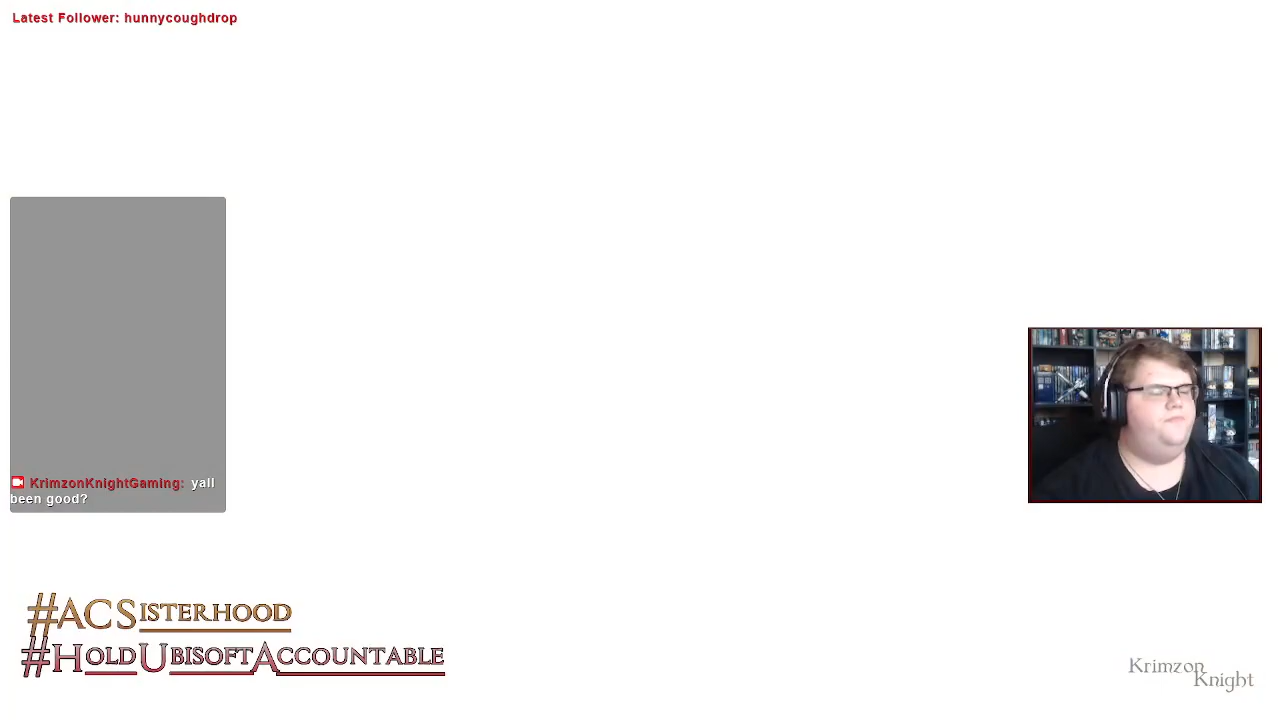 Latest Follower: hunnycoughdrop
KrimzonKnightGaming: yall
been good?
#ACSisterhood
#HoldUbisoftAccountable
Krimzon
Knight